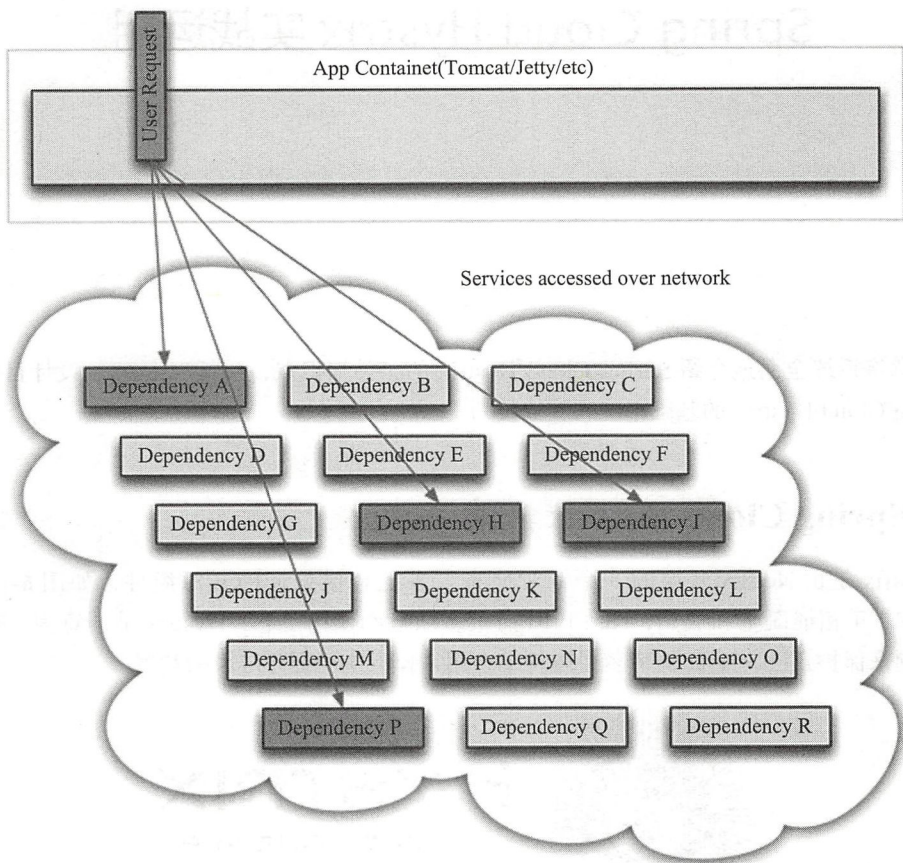 User Request
App Containet(Tomcat/Jetty/etc)
Services accessed over network
Dependency A
Dependency B
Dependency C
Dependency D
Dependency E
Dependency F
Dependency G
Dependency H
Dependency I
Dependency J
Dependency K
Dependency L
Dependency M
Dependency N
Dependency O
Dependency P
Dependency Q
Dependency R